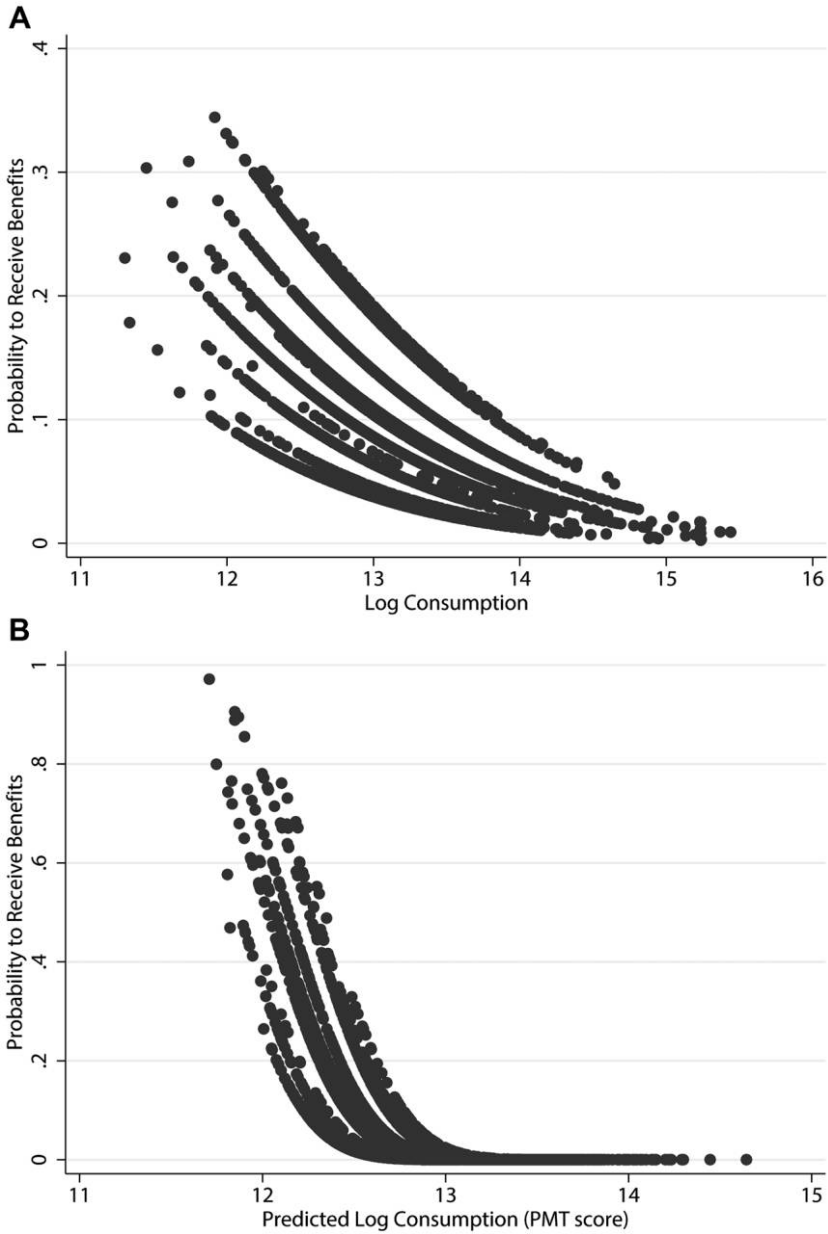 A
Probability to Receive Benefits
.4
.3
.2
.1
0
11 12 13 14 15 16
Log Consumption
B
Probability to Receive Benefits
1
.8
.6
.4
.2
0
11 12 13 14 15
Predicted Log Consumption (PMT score)